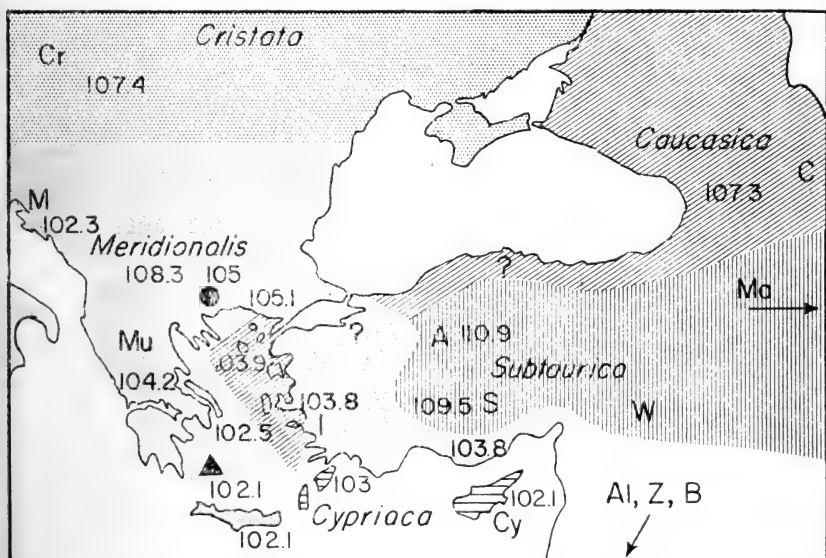 Cristata
Cr
107.4
Caucasica
C
107.3
M
102.3
Meridionalis
108.3 105
105.1
?
?
Ma
Mu
103.9
A 110.9
Subtaurica
104.2
103.8
109.5 S
W
102.5
I
103.8
102.1
103
102.1
Al, Z, B
Cypriaca
Cy
102.1